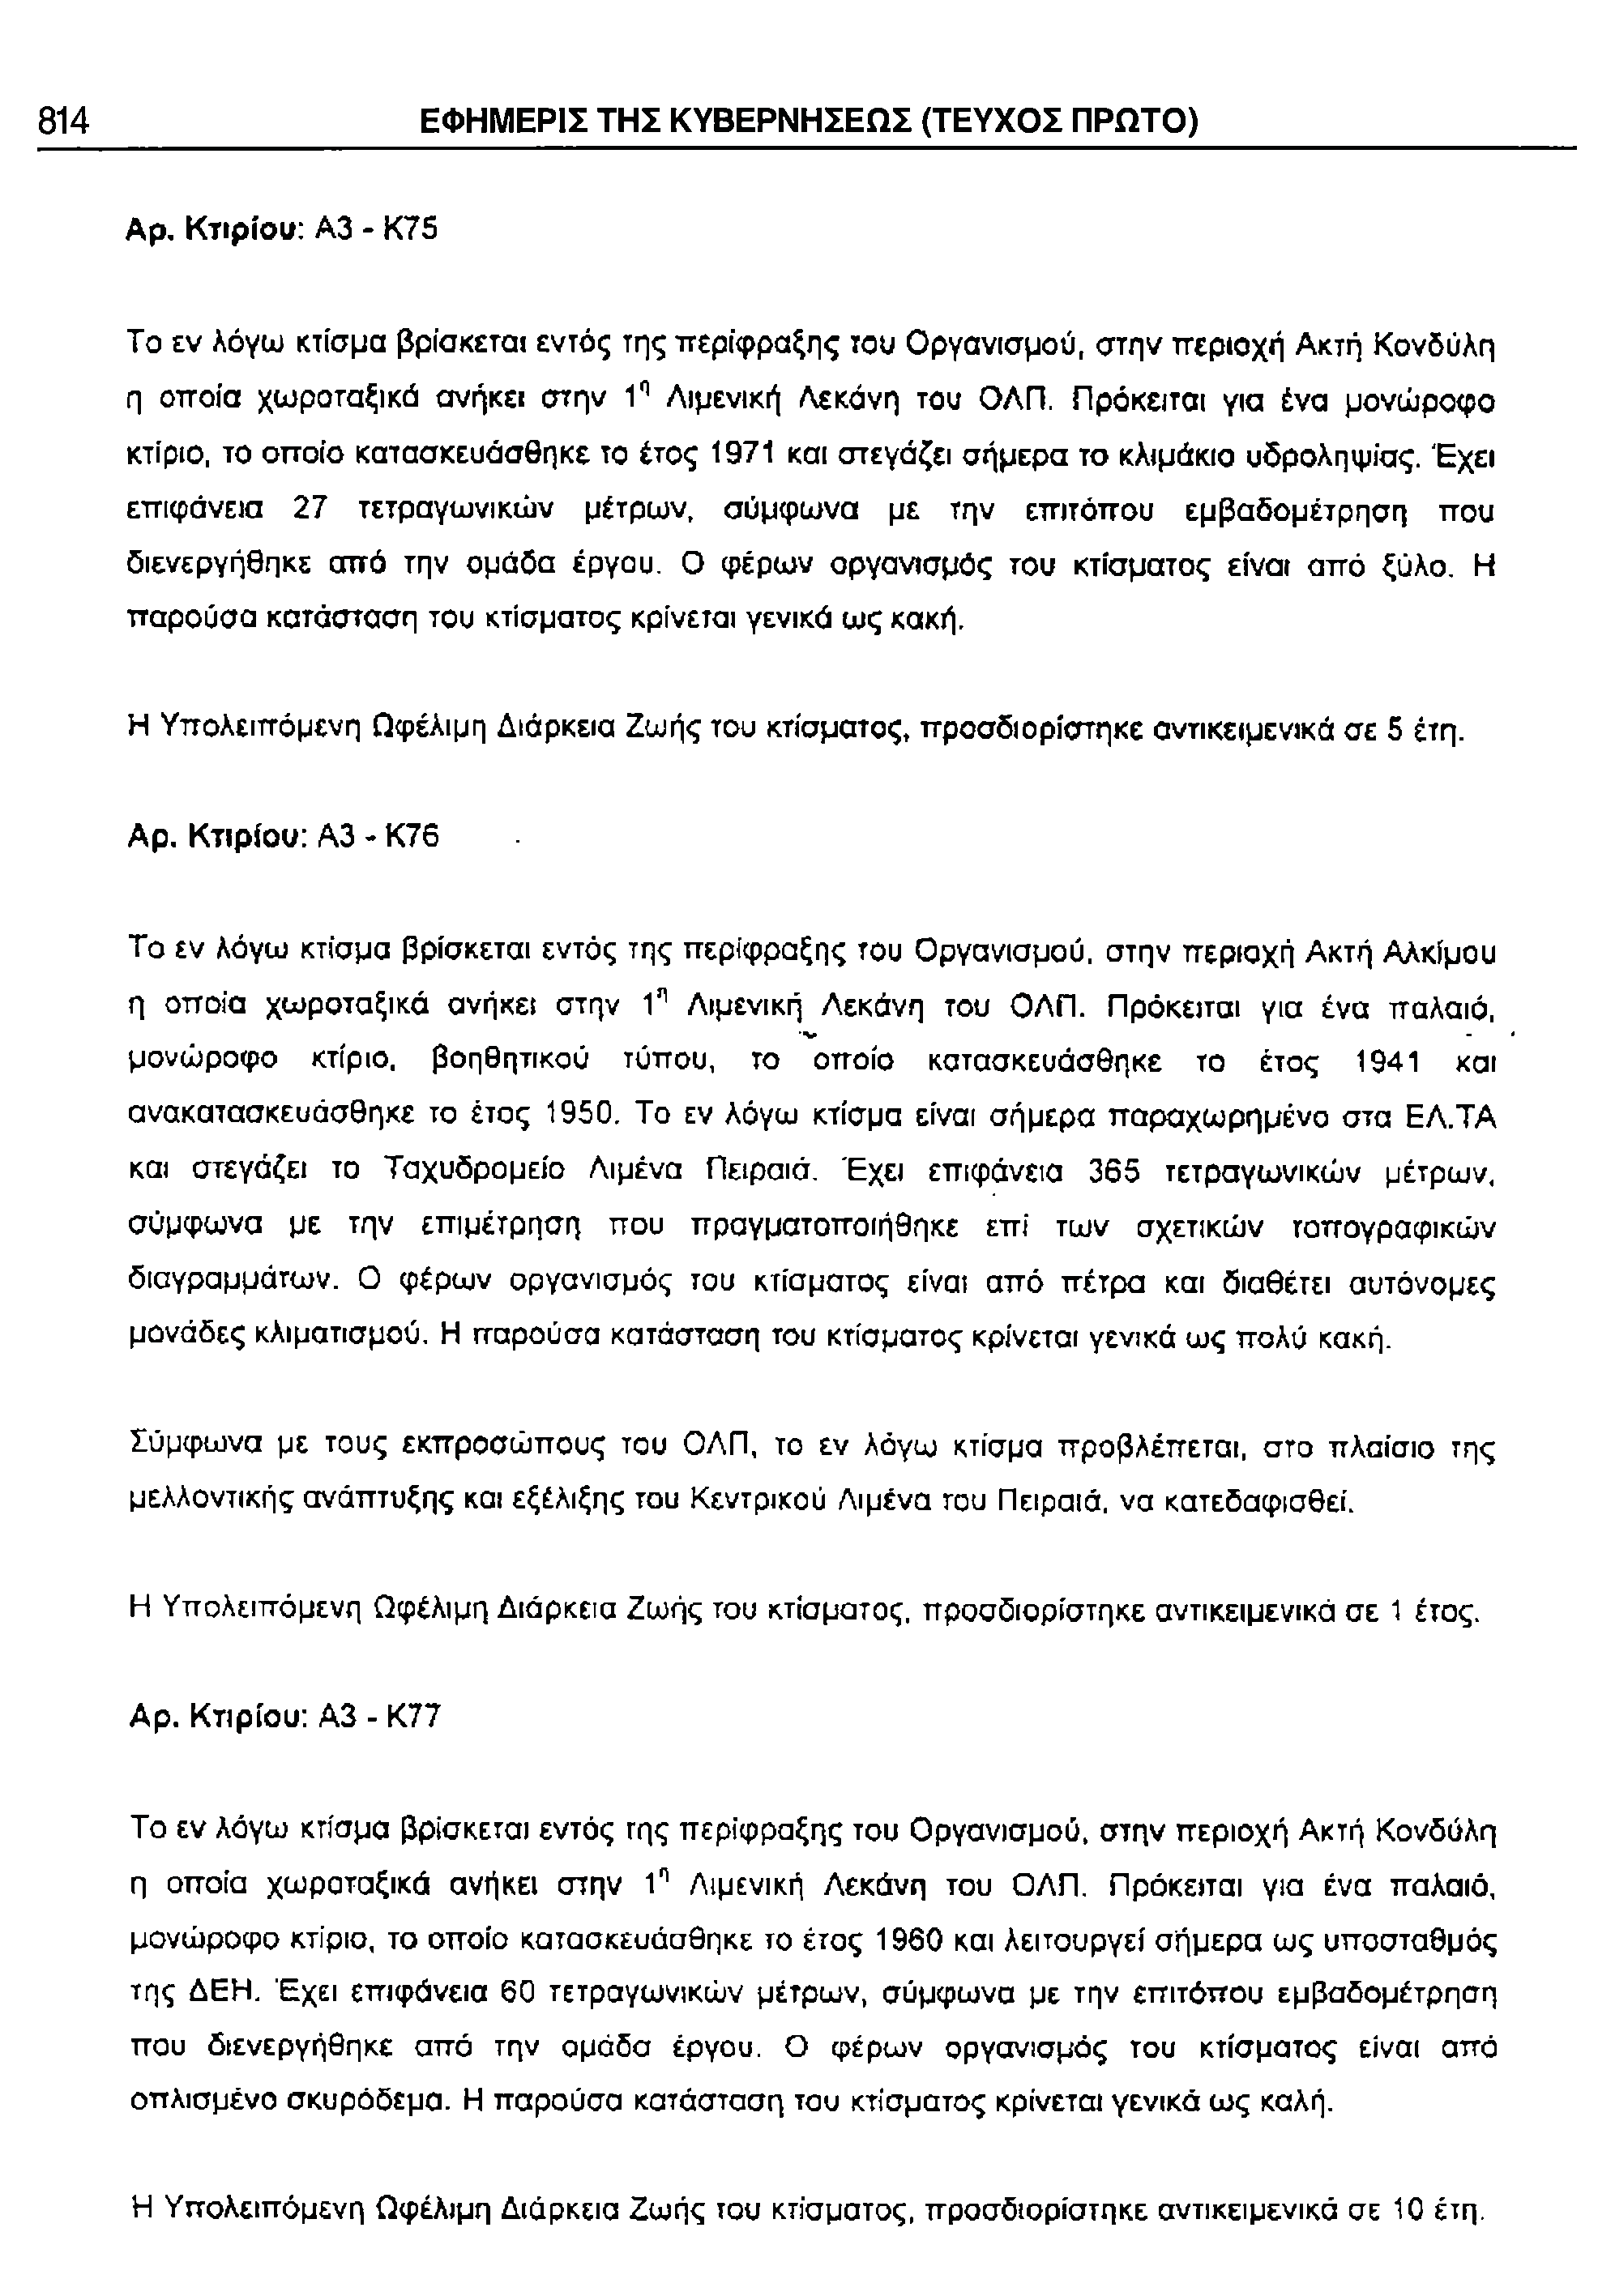 814
ΕΦΗΜΕΡΙΣ ΤΗΣ ΚΥΒΕΡΝΗΣΕΩΣ (ΤΕΥΧΟΣ ΠΡΩΤΟ)
Αρ. Κτιρίου: Α3 - Κ75
Το εν λόγω κτίσμα βρίσκεται εντός της περίφραξης του Οργανισμού, στην περιοχή Ακτή Κονδύλη
η οποία χωροταξικά ανήκει στην 1η Λιμενική Λεκάνη του ΟΛΠ. Πρόκειται για ένα μονώροφο
κτίριο, το οποίο κατασκευάσθηκε το έτος 1971 και στεγάζει σήμερα το κλιμάκιο υδροληψίας. Έχει
επιφάνεια 27 τετραγωνικών μέτρων, σύμφωνα με την επιτόπου εμβαδομέτρηση που
διενεργήθηκε από την ομάδα έργου. Ο φέρων οργανισμός του κτίσματος είναι από ξύλο. Η
παρούσα κατάσταση του κτίσματος κρίνεται γενικά ως κακή.
Η Υπολειπόμενη Ωφέλιμη Διάρκεια Ζωής του κτίσματος, προσδιορίστηκε αντικειμενικά σε 5 έτη.
Αρ. Κτιρίου: Α3 - Κ76
Το εν λόγω κτίσμα βρίσκεται εντός της περίφραξης του Οργανισμού, στην περιοχή Ακτή Αλκίμου
η οποία χωροταξικά ανήκει στην 1η Λιμενική Λεκάνη του ΟΛΠ. Πρόκειται για ένα παλαιό,
μονώροφο κτίριο, βοηθητικού τύπου, το οποίο κατασκευάσθηκε το έτος 1941 και
ανακατασκευάσθηκε το έτος 1950. Το εν λόγω κτίσμα είναι σήμερα παραχωρημένο στα ΕΛ.ΤΑ
και στεγάζει το Ταχυδρομείο Λιμένα Πειραιά. Έχει επιφάνεια 365 τετραγωνικών μέτρων,
σύμφωνα με την επιμέτρηση που πραγματοποιήθηκε επί των σχετικών τοπογραφικών
διαγραμμάτων. Ο φέρων οργανισμός του κτίσματος είναι από πέτρα και διαθέτει αυτόνομες
μονάδες κλιματισμού. Η παρούσα κατάσταση του κτίσματος κρίνεται γενικά ως πολύ κακή.
Σύμφωνα με τους εκπροσώπους του ΟΛΠ, το εν λόγω κτίσμα προβλέπεται, στο πλαίσιο της
μελλοντικής ανάπτυξης και εξέλιξης του Κεντρικού Λιμένα του Πειραιά, να κατεδαφισθεί.
Η Υπολειπόμενη Ωφέλιμη Διάρκεια Ζωής του κτίσματος, προσδιορίστηκε αντικειμενικά σε 1 έτος.
Αρ. Κτιρίου: Α3 - Κ77
Το εν λόγω κτίσμα βρίσκεται εντός της περίφραξης του Οργανισμού, στην περιοχή Ακτή Κονδύλη
η οποία χωροταξικά ανήκει στην 1η Λιμενική Λεκάνη του ΟΛΠ. Πρόκειται για ένα παλαιό,
μονώροφο κτίριο, το οποίο κατασκευάσθηκε το έτος 1960 και λειτουργεί σήμερα ως υποσταθμός
της ΔΕΗ. Έχει επιφάνεια 60 τετραγωνικών μέτρων, σύμφωνα με την επιτόπου εμβαδομέτρηση
που διενεργήθηκε από την ομάδα έργου. Ο φέρων οργανισμός του κτίσματος είναι από
οπλισμένο σκυρόδεμα. Η παρούσα κατάσταση του κτίσματος κρίνεται γενικά ως καλή.
Η Υπολειπόμενη Ωφέλιμη Διάρκεια Ζωής του κτίσματος, προσδιορίστηκε αντικειμενικά σε 10 έτη.